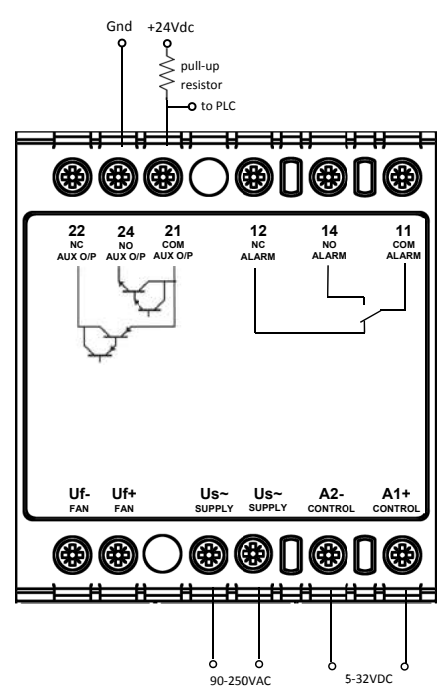 Gnd +24Vdc
pull-up
resistor
to PLC
22 24 21 12 14 11
NC NO COM NC NO COM
AUX O/P AUX O/P AUX O/P ALARM ALARM ALARM
Uf- Uf+ Us~ Us~ A2- A1+
FAN FAN SUPPLY SUPPLY CONTROL CONTROL
90-250VAC 5-32VDC